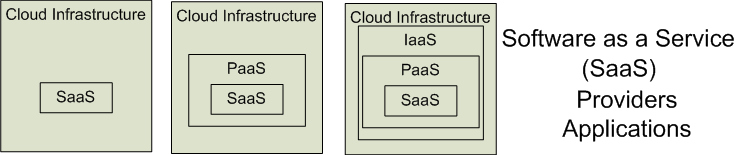 Cloud Infrastructure
SaaS
Cloud Infrastructure
PaaS
SaaS
Cloud Infrastructure
IaaS
PaaS
SaaS
Software as a Service
(SaaS)
Providers
Applications